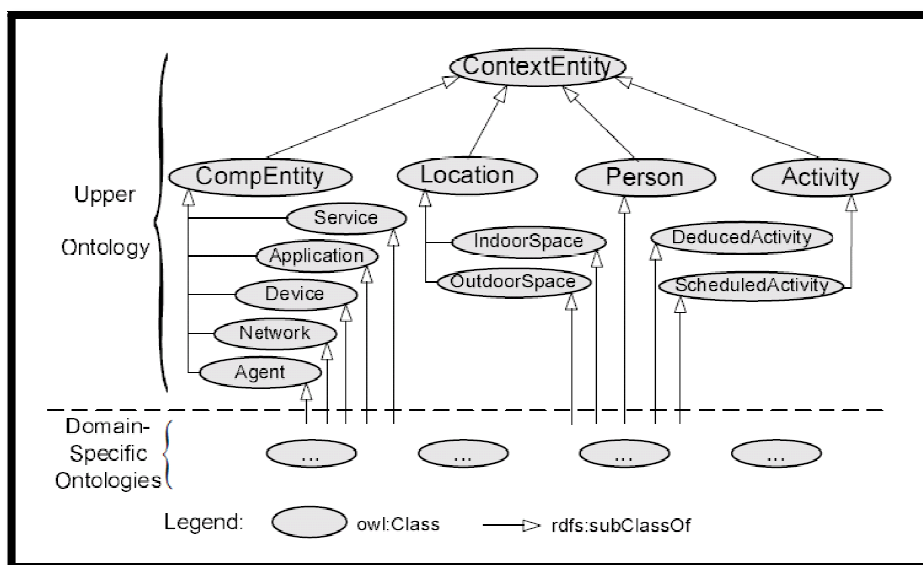 ContextEntity
CompEntity
Location
Person
Activity
Upper
Ontology
Service
Application
Device
Network
Agent
IndoorSpace
OutdoorSpace
DeducedActivity
ScheduledActivity
Domain-
Specific
Ontologies
...
...
...
...
Legend:
owl:Class
rdfs:subClassOf